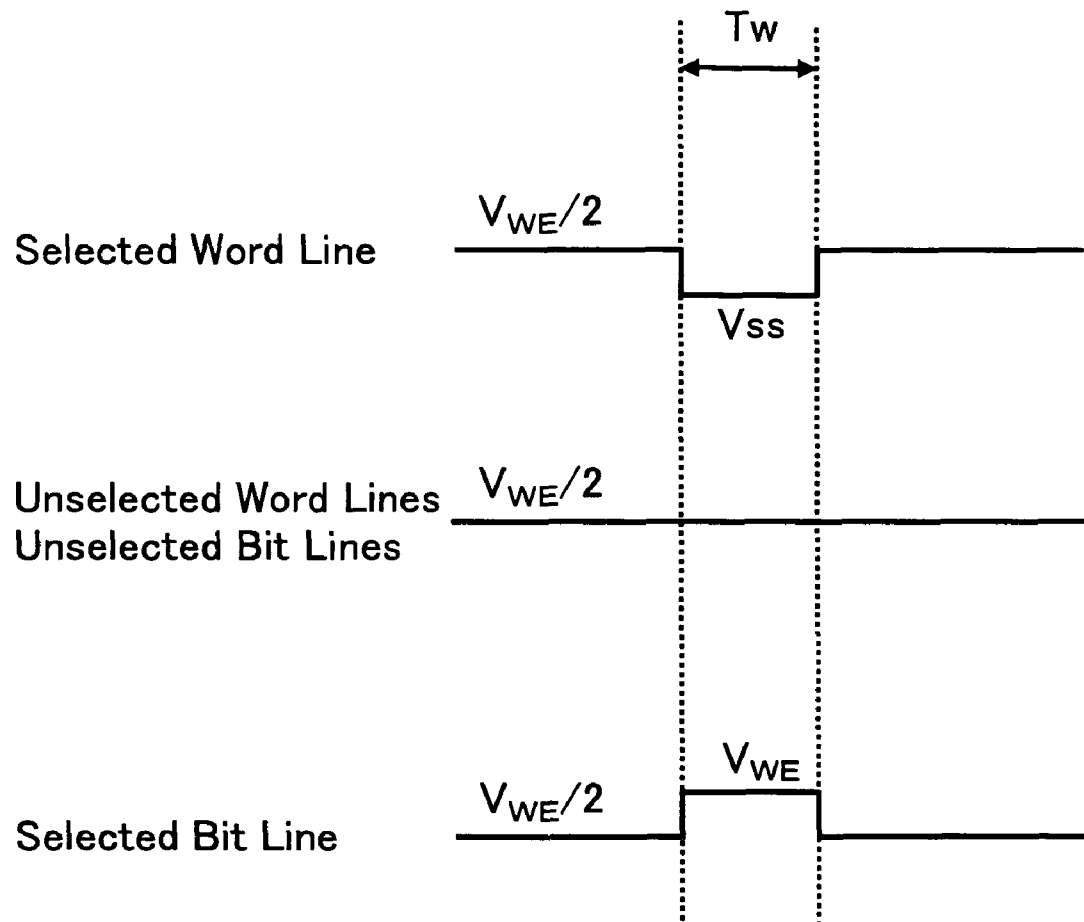 Tw
V_WE/2
Selected Word Line
Vss
V_WE/2
Unselected Word Lines
Unselected Bit Lines
V_WE
V_WE/2
Selected Bit Line